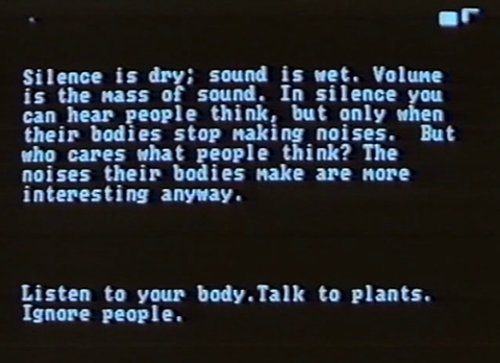 Silence is dry; sound is wet. Volume
is the mass of sound. In silence you
can hear people think, but only when
their bodies stop making noises.  But
who cares what people think? The
noises their bodies make are more
interesting anyway.
Listen to your body.Talk to plants.
Ignore people.